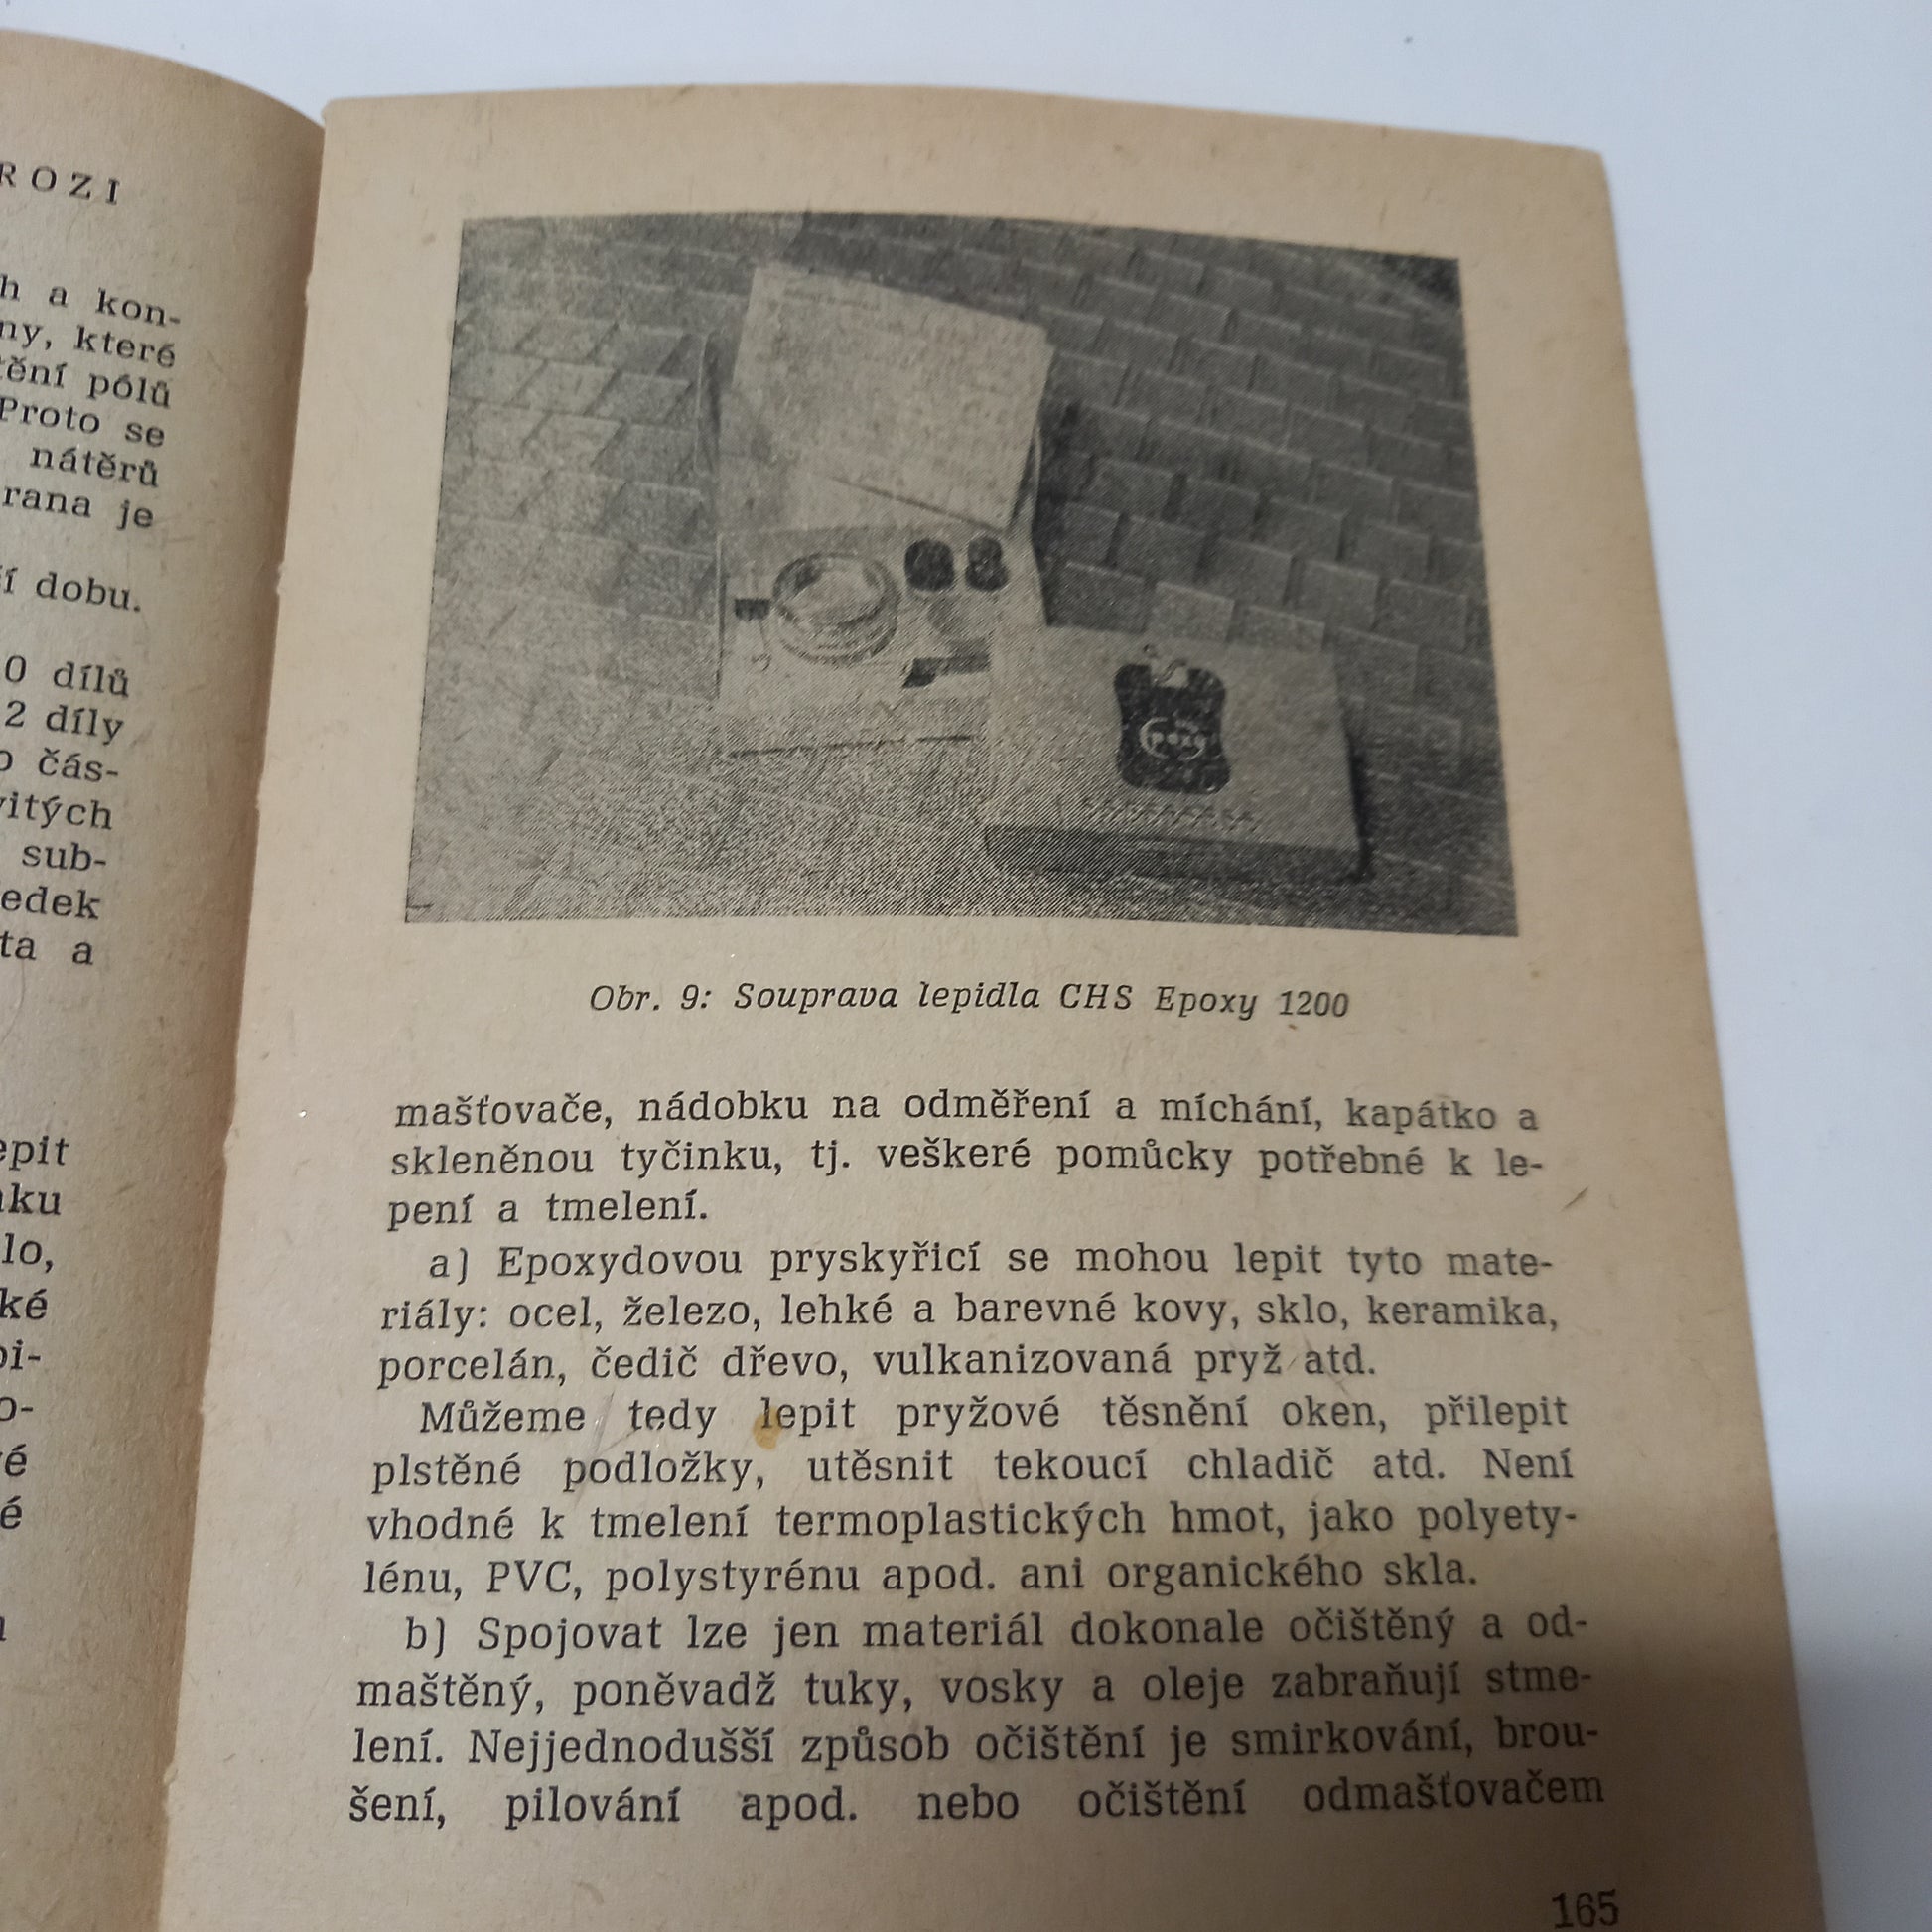 ROZI
h a kon-
ny, které
tění pólů
Proto se
nátěrů
rana je
í dobu.
0 dílů
2 díly
o čás-
vitých
sub-
edek
ta a
epit
ku
lo,
ké
pi-
o-
é
é
Epoxy
Obr. 9: Souprava lepidla CHS Epoxy 1200
mašťovače, nádobku na odměření a míchání, kapátko a
skleněnou tyčinku, tj. veškeré pomůcky potřebné k le-
pení a tmelení.
a) Epoxydovou pryskyřicí se mohou lepit tyto mate-
riály: ocel, železo, lehké a barevné kovy, sklo, keramika,
porcelán, čedič dřevo, vulkanizovaná pryž atd.
Můžeme tedy lepit pryžové těsnění oken, přilepit
plstěné podložky, utěsnit tekoucí chladič atd. Není
vhodné k tmelení termoplastických hmot, jako polyety-
lénu, PVC, polystyrénu apod. ani organického skla.
b) Spojovat lze jen materiál dokonale očištěný a od-
maštěný, poněvadž tuky, vosky a oleje zabraňují stme-
lení. Nejjednodušší způsob očištění je smirkování, brou-
šení, pilování apod. nebo očištění odmašťovačem
165